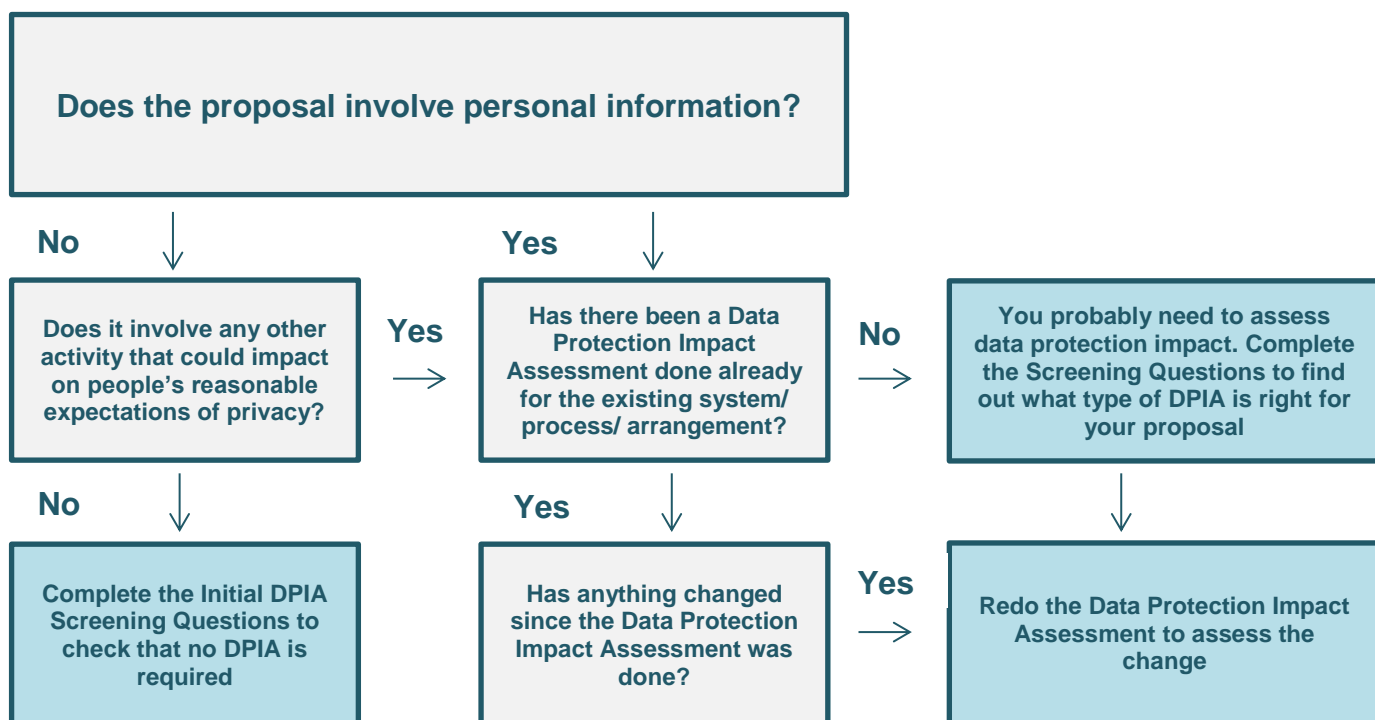 Does the proposal involve personal information?
No
Yes
Does it involve any other
activity that could impact
on people’s reasonable
expectations of privacy?
Yes
Has there been a Data
Protection Impact
Assessment done already
for the existing system/
process/ arrangement?
No
You probably need to assess
data protection impact. Complete
the Screening Questions to find
out what type of DPIA is right for
your proposal
No
Yes
Complete the Initial DPIA
Screening Questions to
check that no DPIA is
required
Has anything changed
since the Data Protection
Impact Assessment was
done?
Yes
Redo the Data Protection Impact
Assessment to assess the
change